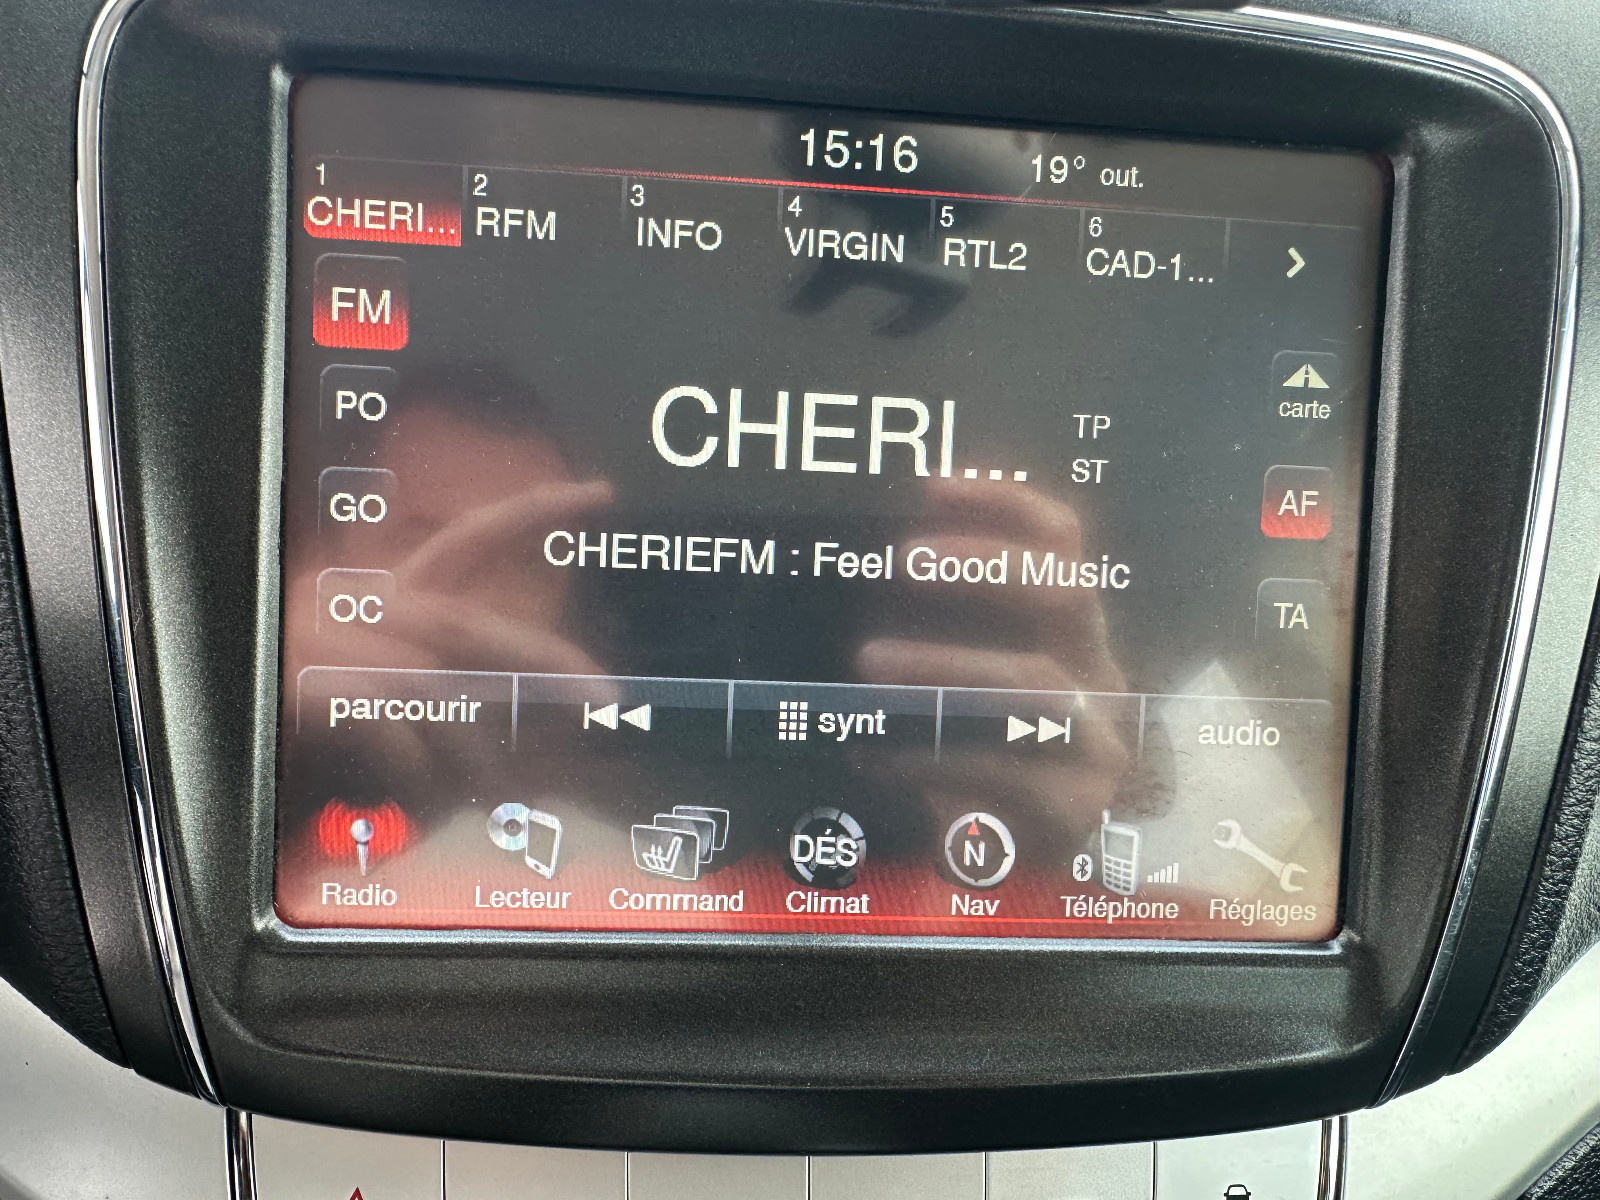 15:16
19° out.
1 2 3 4 5 6
CHERI... RFM INFO VIRGIN RTL2 CAD-1...
FM
PO
GO
OC
CHERI...
TP
ST
CHERIEFM : Feel Good Music
carte
AF
TA
parcourir synt audio
DÉS N
Radio Lecteur Command Climat Nav Téléphone Réglages